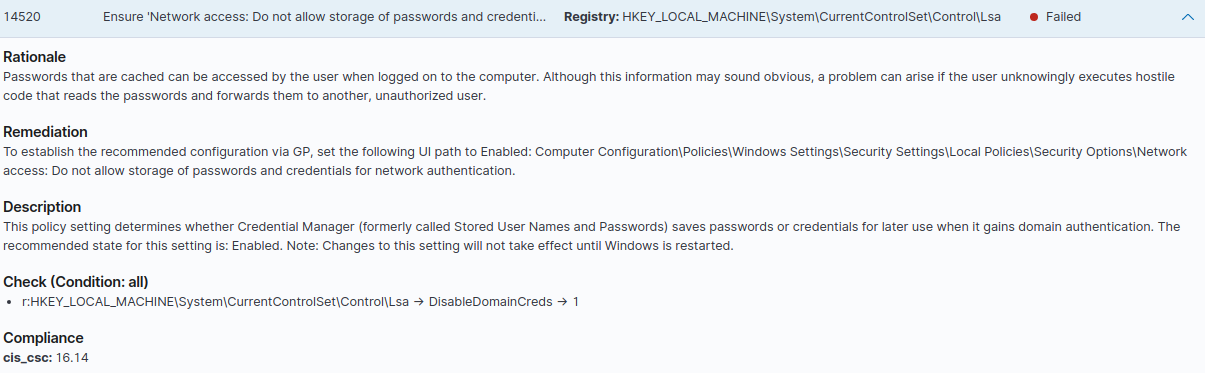 14520 Ensure 'Network access: Do not allow storage of passwords and credenti... Registry: HKEY_LOCAL_MACHINE\System\CurrentControlSet\Control\Lsa Failed
Rationale
Passwords that are cached can be accessed by the user when logged on to the computer. Although this information may sound obvious, a problem can arise if the user unknowingly executes hostile
code that reads the passwords and forwards them to another, unauthorized user.
Remediation
To establish the recommended configuration via GP, set the following UI path to Enabled: Computer Configuration\Policies\Windows Settings\Security Settings\Local Policies\Security Options\Network
access: Do not allow storage of passwords and credentials for network authentication.
Description
This policy setting determines whether Credential Manager (formerly called Stored User Names and Passwords) saves passwords or credentials for later use when it gains domain authentication. The
recommended state for this setting is: Enabled. Note: Changes to this setting will not take effect until Windows is restarted.
Check (Condition: all)
• r:HKEY_LOCAL_MACHINE\System\CurrentControlSet\Control\Lsa → DisableDomainCreds → 1
Compliance
cis_csc: 16.14